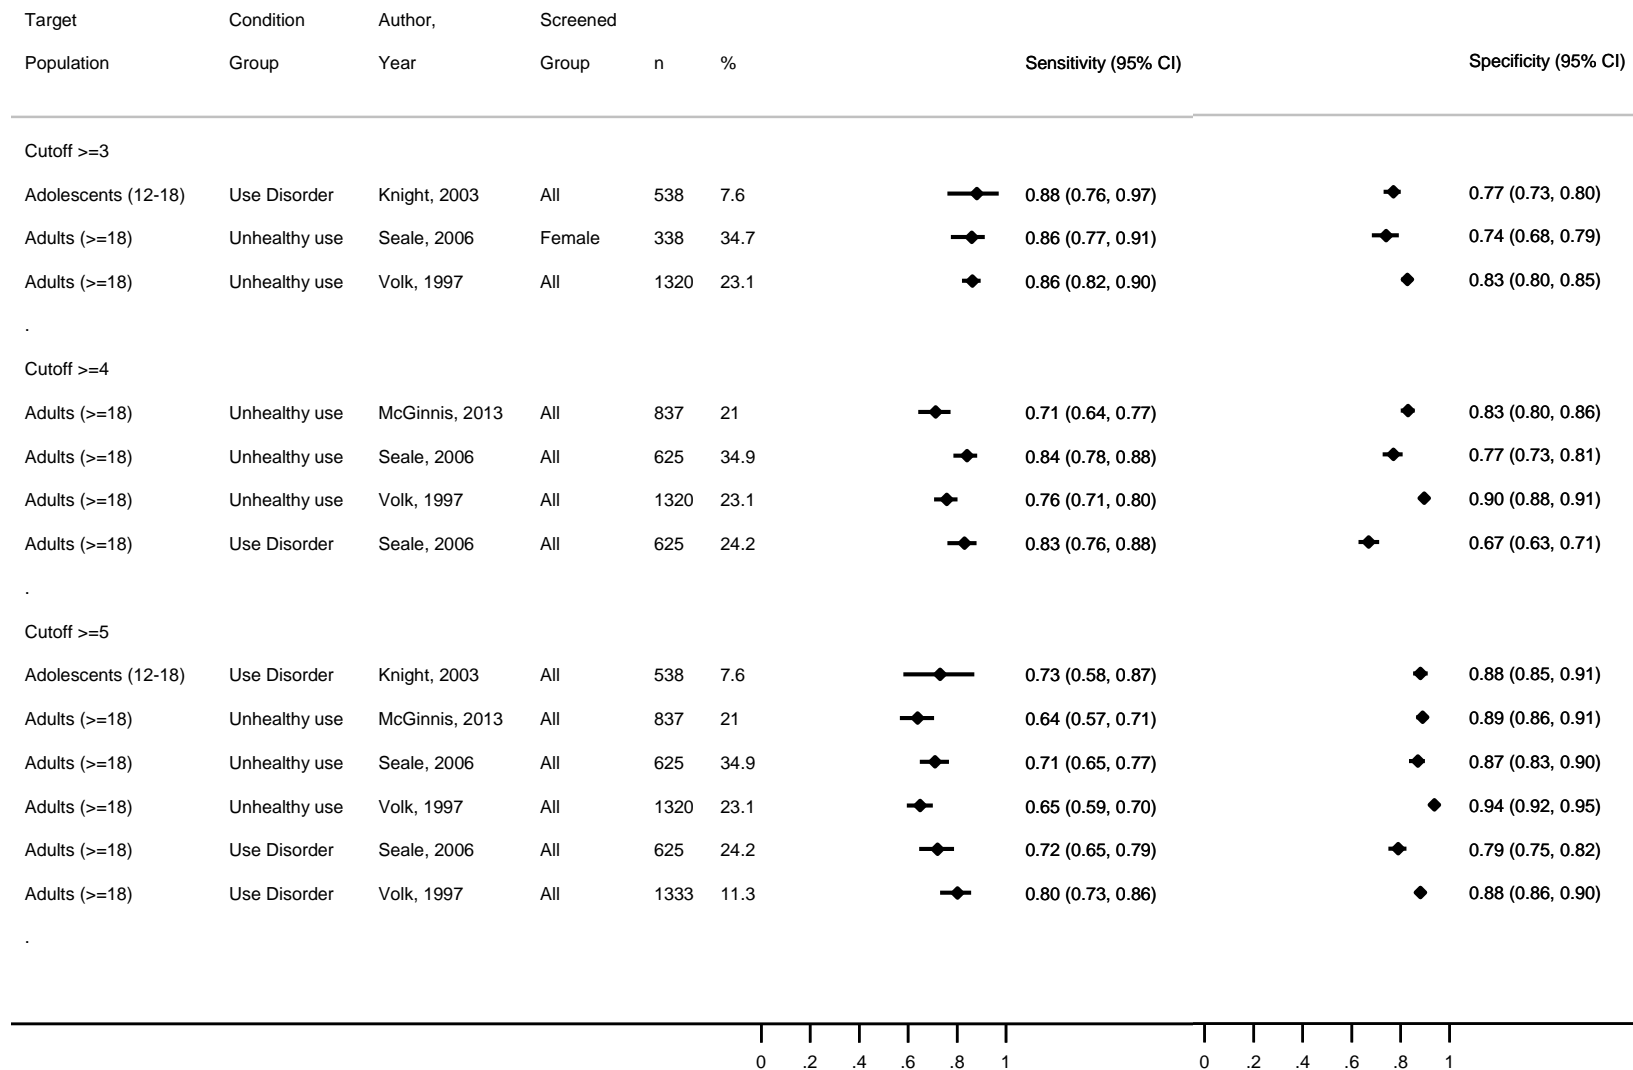 Target Condition Author, Screened
Population Group Year Group n % Sensitivity (95% CI) Specificity (95% CI)
Cutoff >=3
Adolescents (12-18) Use Disorder Knight, 2003 All 538 7.6 0.88 (0.76, 0.97) 0.77 (0.73, 0.80)
Adults (>=18) Unhealthy use Seale, 2006 Female 338 34.7 0.86 (0.77, 0.91) 0.74 (0.68, 0.79)
Adults (>=18) Unhealthy use Volk, 1997 All 1320 23.1 0.86 (0.82, 0.90) 0.83 (0.80, 0.85)
.
Cutoff >=4
Adults (>=18) Unhealthy use McGinnis, 2013 All 837 21 0.71 (0.64, 0.77) 0.83 (0.80, 0.86)
Adults (>=18) Unhealthy use Seale, 2006 All 625 34.9 0.84 (0.78, 0.88) 0.77 (0.73, 0.81)
Adults (>=18) Unhealthy use Volk, 1997 All 1320 23.1 0.76 (0.71, 0.80) 0.90 (0.88, 0.91)
Adults (>=18) Use Disorder Seale, 2006 All 625 24.2 0.83 (0.76, 0.88) 0.67 (0.63, 0.71)
.
Cutoff >=5
Adolescents (12-18) Use Disorder Knight, 2003 All 538 7.6 0.73 (0.58, 0.87) 0.88 (0.85, 0.91)
Adults (>=18) Unhealthy use McGinnis, 2013 All 837 21 0.64 (0.57, 0.71) 0.89 (0.86, 0.91)
Adults (>=18) Unhealthy use Seale, 2006 All 625 34.9 0.71 (0.65, 0.77) 0.87 (0.83, 0.90)
Adults (>=18) Unhealthy use Volk, 1997 All 1320 23.1 0.65 (0.59, 0.70) 0.94 (0.92, 0.95)
Adults (>=18) Use Disorder Seale, 2006 All 625 24.2 0.72 (0.65, 0.79) 0.79 (0.75, 0.82)
Adults (>=18) Use Disorder Volk, 1997 All 1333 11.3 0.80 (0.73, 0.86) 0.88 (0.86, 0.90)
.
0 .2 .4 .6 .8 1 0 .2 .4 .6 .8 1